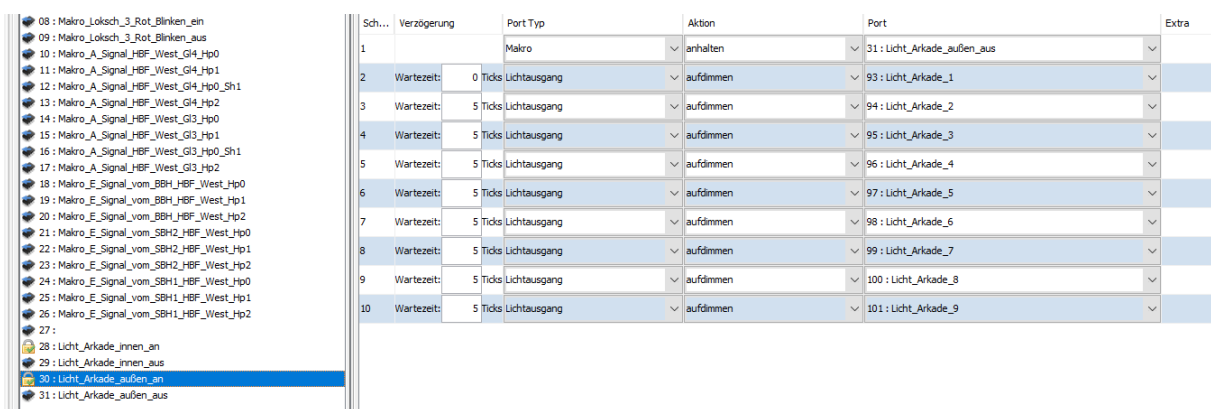 08 : Makro_Loksch_3_Rot_Blinken_ein
09 : Makro_Loksch_3_Rot_Blinken_aus
10 : Makro_A_Signal_HBF_West_Gl4_Hp0
11 : Makro_A_Signal_HBF_West_Gl4_Hp1
12 : Makro_A_Signal_HBF_West_Gl4_Hp0_Sh1
13 : Makro_A_Signal_HBF_West_Gl4_Hp2
14 : Makro_A_Signal_HBF_West_Gl3_Hp0
15 : Makro_A_Signal_HBF_West_Gl3_Hp1
16 : Makro_A_Signal_HBF_West_Gl3_Hp0_Sh1
17 : Makro_A_Signal_HBF_West_Gl3_Hp2
18 : Makro_E_Signal_vom_BBH_HBF_West_Hp0
19 : Makro_E_Signal_vom_BBH_HBF_West_Hp1
20 : Makro_E_Signal_vom_BBH_HBF_West_Hp2
21 : Makro_E_Signal_vom_SBH2_HBF_West_Hp0
22 : Makro_E_Signal_vom_SBH2_HBF_West_Hp1
23 : Makro_E_Signal_vom_SBH2_HBF_West_Hp2
24 : Makro_E_Signal_vom_SBH1_HBF_West_Hp0
25 : Makro_E_Signal_vom_SBH1_HBF_West_Hp1
26 : Makro_E_Signal_vom_SBH1_HBF_West_Hp2
27 :
28 : Licht_Arkade_innen_an
29 : Licht_Arkade_innen_aus
30 : Licht_Arkade_außen_an
31 : Licht_Arkade_außen_aus
Sch... Verzögerung Port Typ Aktion Port Extra
1 Makro anhalten 31 : Licht_Arkade_außen_aus
2 Wartezeit: 0 Ticks Lichtausgang aufdimmen 93 : Licht_Arkade_1
3 Wartezeit: 5 Ticks Lichtausgang aufdimmen 94 : Licht_Arkade_2
4 Wartezeit: 5 Ticks Lichtausgang aufdimmen 95 : Licht_Arkade_3
5 Wartezeit: 5 Ticks Lichtausgang aufdimmen 96 : Licht_Arkade_4
6 Wartezeit: 5 Ticks Lichtausgang aufdimmen 97 : Licht_Arkade_5
7 Wartezeit: 5 Ticks Lichtausgang aufdimmen 98 : Licht_Arkade_6
8 Wartezeit: 5 Ticks Lichtausgang aufdimmen 99 : Licht_Arkade_7
9 Wartezeit: 5 Ticks Lichtausgang aufdimmen 100 : Licht_Arkade_8
10 Wartezeit: 5 Ticks Lichtausgang aufdimmen 101 : Licht_Arkade_9